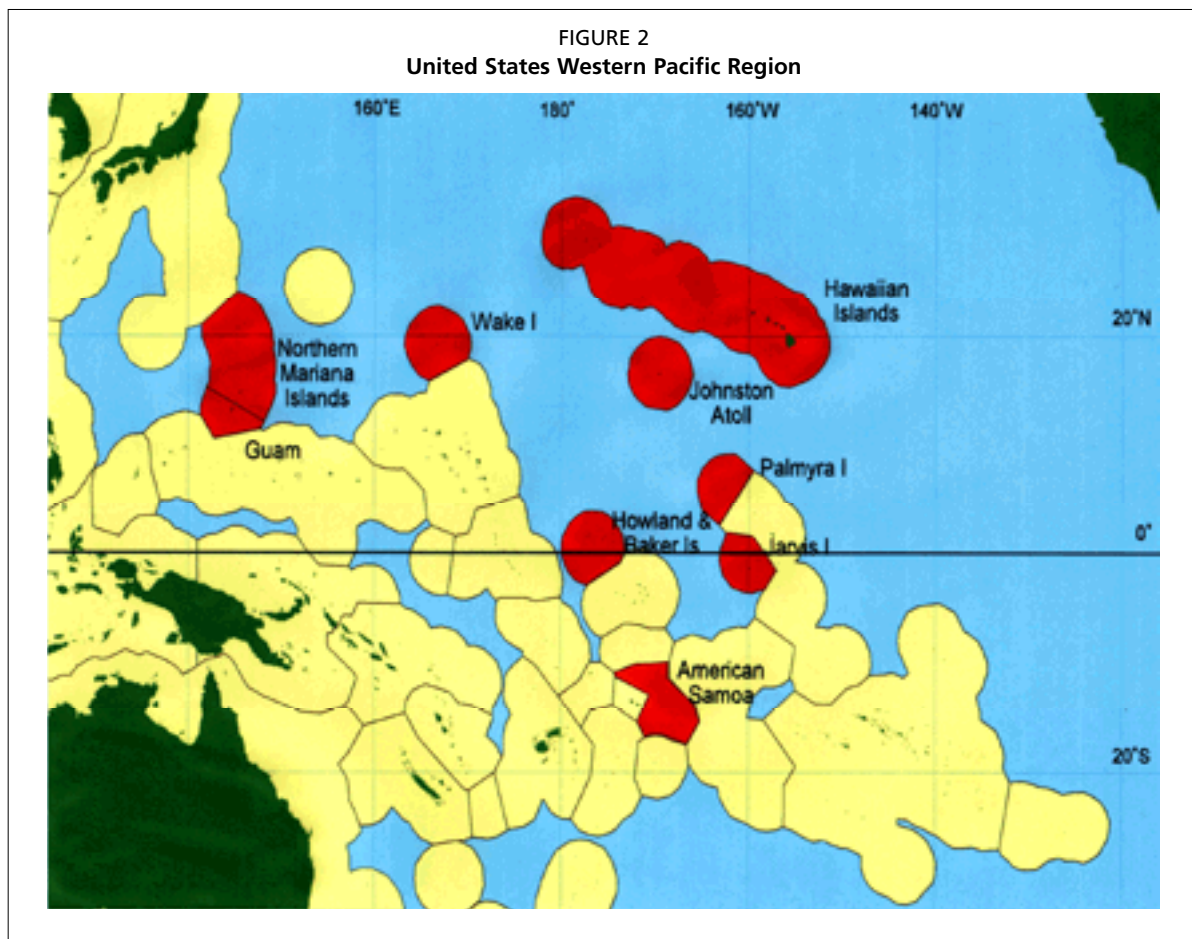 FIGURE 2
United States Western Pacific Region
160˚E
180˚
160˚W
140˚W
Hawaiian
Islands
20˚N
Wake I
Northern
Mariana
Islands
Johnston
Atoll
Guam
Palmyra I
Howland &
Baker Is
0˚
Jarvis I
American
Samoa
20˚S